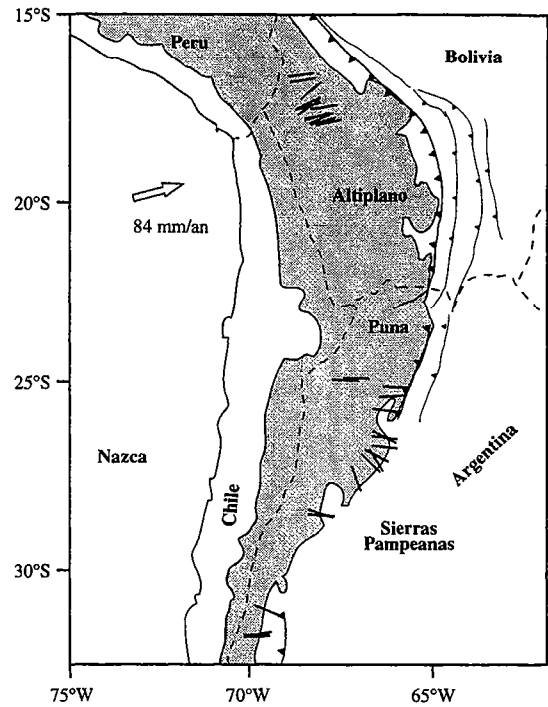 15°S
Peru
Bolivia
Altiplano
20°S
84 mm/an
Puna
25°S
Nazca
Chile
Argentina
Sierras
Pampeanas
30°S
75°W
70°W
65°W